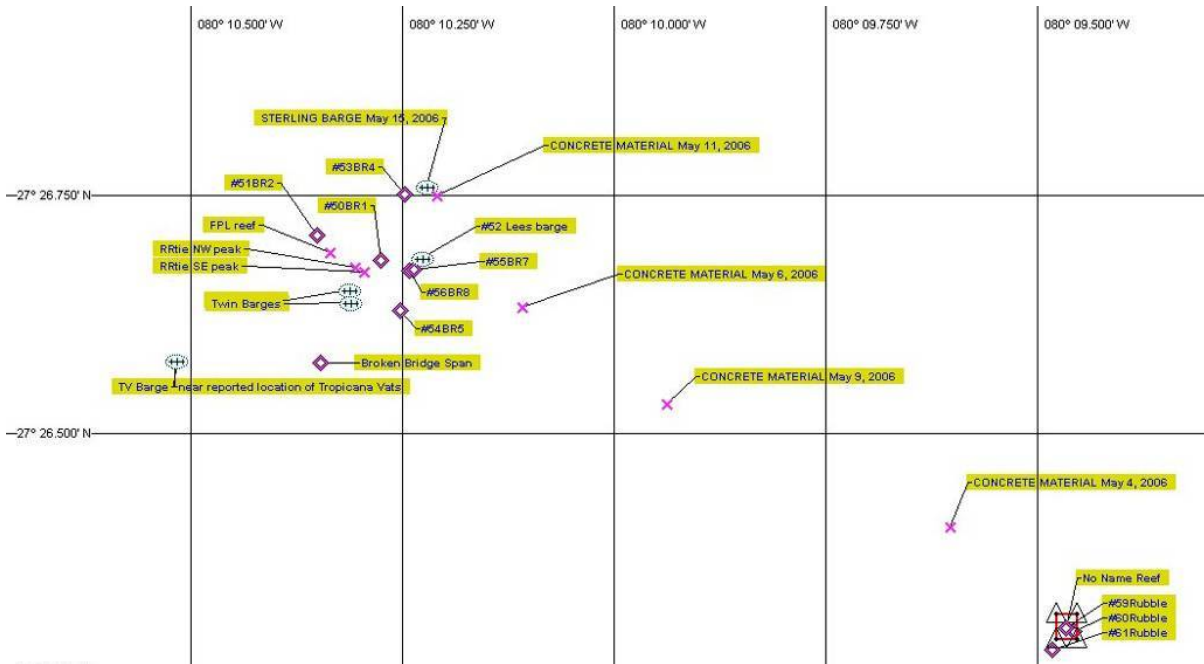 080° 10.500' W
080° 10.250' W
080° 10.000' W
080° 09.750' W
080° 09.500' W
STERLING BARGE May 15, 2006
CONCRETE MATERIAL May 11, 2006
#53BR4
#51BR2
27° 26.750' N
#50BR1
FPL reef
#52 Lees barge
RRtie NW peak
#55BR7
RRtie SE peak
CONCRETE MATERIAL May 6, 2006
#56BR8
Twin Barges
#54BR5
Broken Bridge Span
CONCRETE MATERIAL May 9, 2006
TV Barge - near reported location of Tropicana Vats
27° 26.500' N
CONCRETE MATERIAL May 4, 2006
No Name Reef
#59Rubble
#60Rubble
#61Rubble